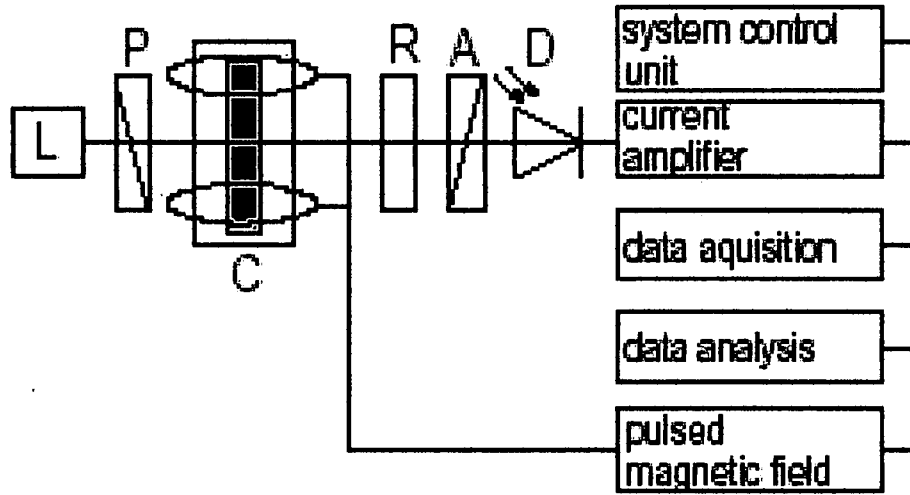 P
R A D
L
C
system control
unit
current
amplifier
data aquisition
data analysis
pulsed
magnetic field